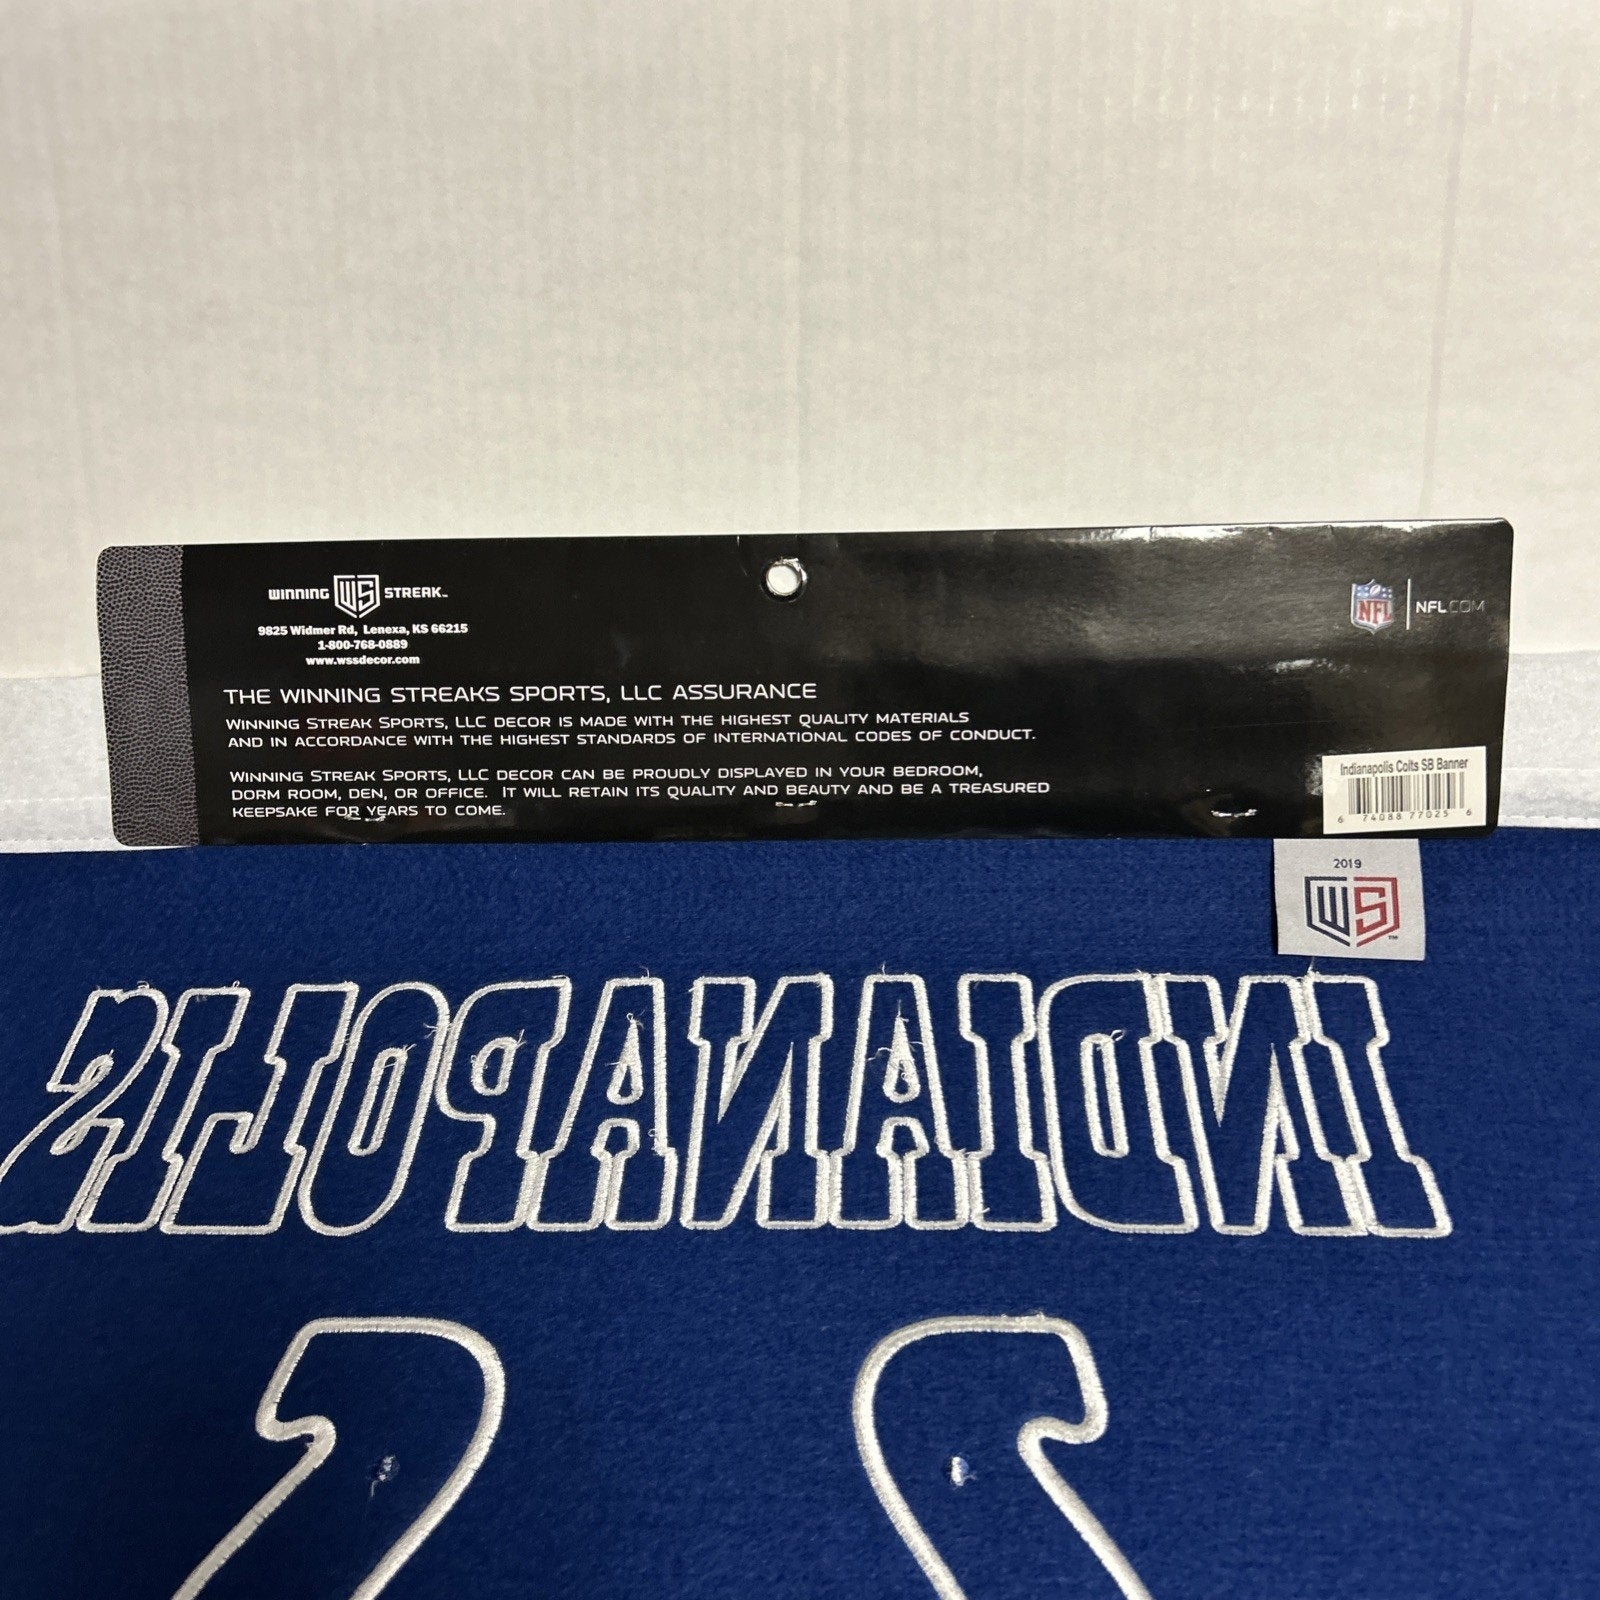 WINNING WS STREAK™
9825 Widmer Rd, Lenexa, KS 66215
1-800-768-0889
www.wssdecor.com
NFL NFL.COM
THE WINNING STREAKS SPORTS, LLC ASSURANCE
WINNING STREAK SPORTS, LLC DECOR IS MADE WITH THE HIGHEST QUALITY MATERIALS
AND IN ACCORDANCE WITH THE HIGHEST STANDARDS OF INTERNATIONAL CODES OF CONDUCT.
WINNING STREAK SPORTS, LLC DECOR CAN BE PROUDLY DISPLAYED IN YOUR BEDROOM,
DORM ROOM, DEN, OR OFFICE. IT WILL RETAIN ITS QUALITY AND BEAUTY AND BE A TREASURED
KEEPSAKE FOR YEARS TO COME.
Indianapolis Colts SB Banner
6 74088 77025 6
2019
WS™
INDIANAPOLIS